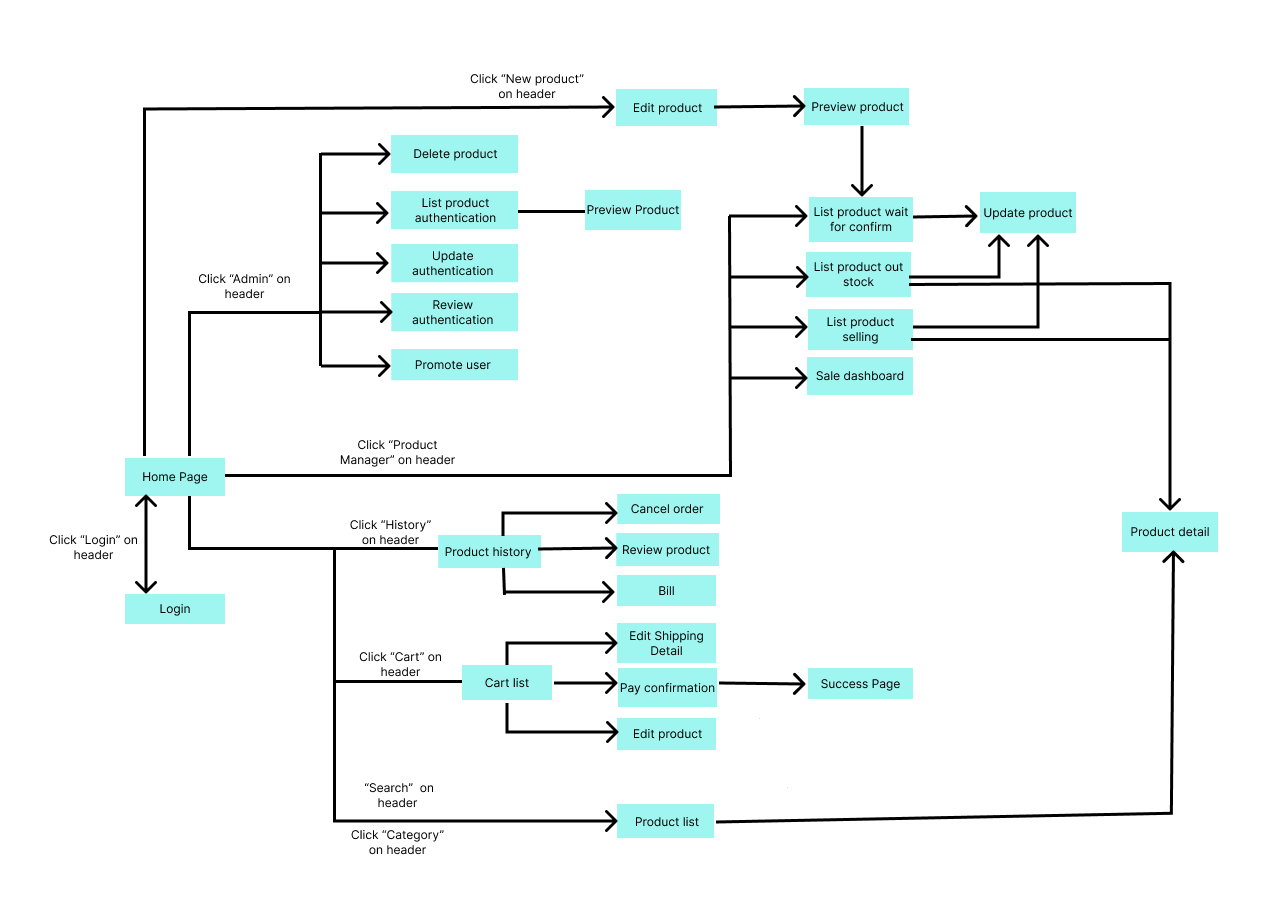 Click “New product”
on header
Edit product
Preview product
Delete product
List product
authentication
Preview Product
Update
authentication
Review
authentication
Promote user
Click “Admin” on
header
List product wait
for confirm
Update product
List product out
stock
List product
selling
Sale dashboard
Click “Product
Manager” on header
Home Page
Click “Login” on
header
Login
Click “History”
on header
Product history
Cancel order
Review product
Bill
Product detail
Click “Cart” on
header
Cart list
Edit Shipping
Detail
Pay confirmation
Success Page
Edit product
“Search” on
header
Click “Category”
on header
Product list